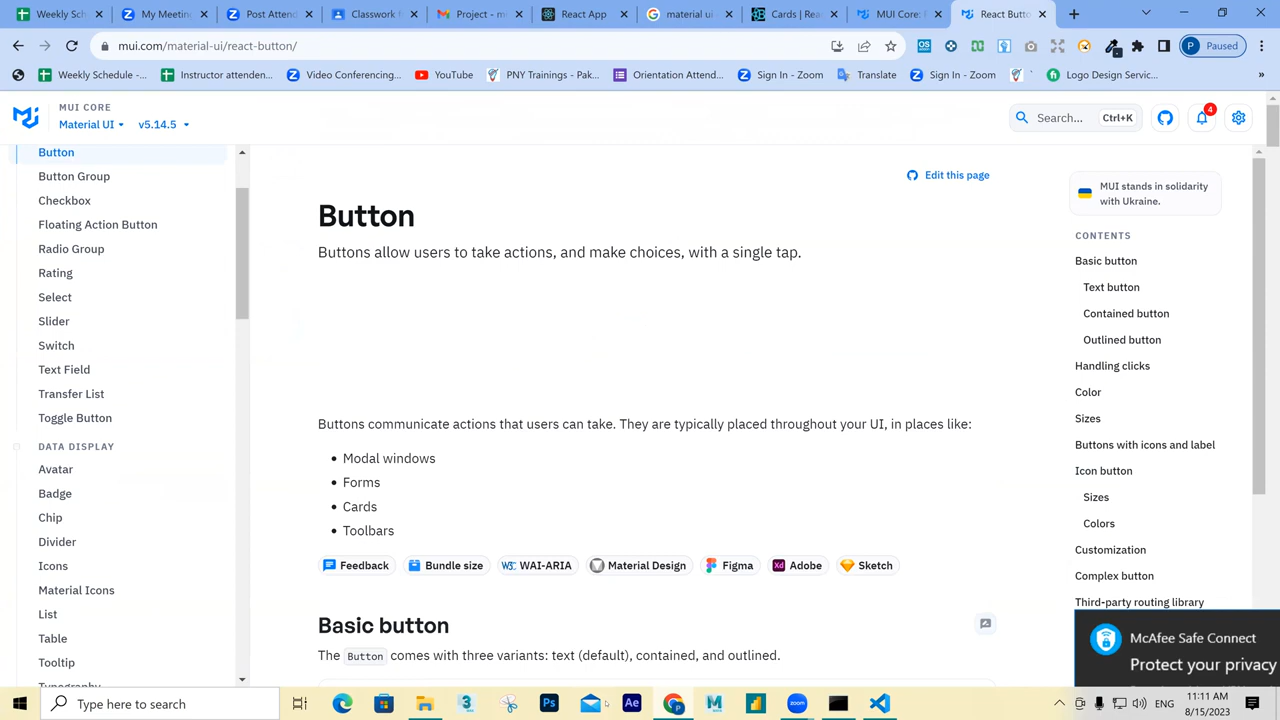 Attend
My Meeting
Post Attend
Classwork f
Project - m
React App
material ui
Cards | Rea
MUI Core:
React Butto
mui.com/material-ui/react-button/
P Paused
Weekly Schedule -...
Instructor attenden...
Video Conferencing...
YouTube
PNY Trainings - Pak...
Orientation Attend...
Sign In - Zoom
Translate
Sign In - Zoom
Logo Design Servic...
»
MUI CORE
Material UI
v5.14.5
Search...
Ctrl+K
4
Button
Button Group
Checkbox
Floating Action Button
Radio Group
Rating
Select
Slider
Switch
Text Field
Transfer List
Toggle Button
DATA DISPLAY
Avatar
Badge
Chip
Divider
Icons
Material Icons
List
Table
Tooltip
Typography
Edit this page
Button
Buttons allow users to take actions, and make choices, with a single tap.
Buttons communicate actions that users can take. They are typically placed throughout your UI, in places like:
• Modal windows
• Forms
• Cards
• Toolbars
Feedback
Bundle size
W3C WAI-ARIA
Material Design
Figma
Xd Adobe
Sketch
Basic button
The Button comes with three variants: text (default), contained, and outlined.
MUI stands in solidarity
with Ukraine.
CONTENTS
Basic button
Text button
Contained button
Outlined button
Handling clicks
Color
Sizes
Buttons with icons and label
Icon button
Sizes
Colors
Customization
Complex button
Third-party routing library
McAfee Safe Connect
Protect your privacy
Type here to search
Ps
Ae
zoom
ENG
11:11 AM
8/15/2023